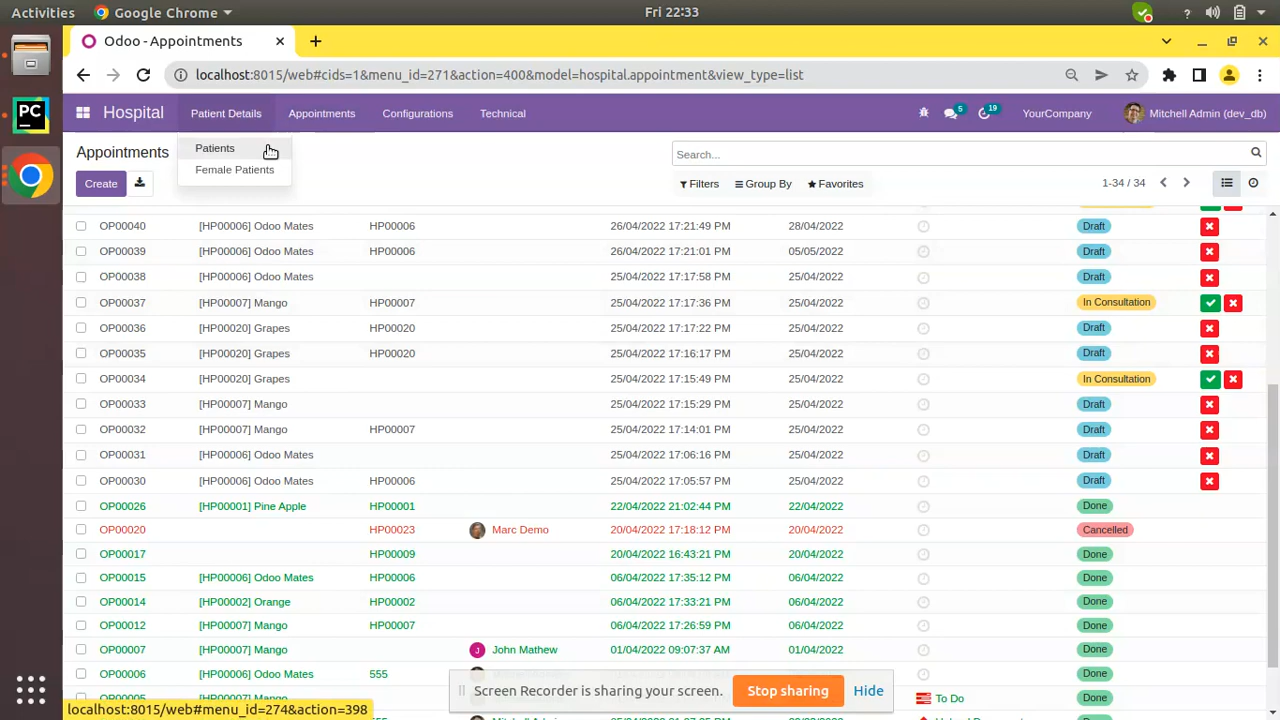 Activities Google Chrome Fri 22:33 ?
Odoo - Appointments
localhost:8015/web#cids=1&menu_id=271&action=400&model=hospital.appointment&view_type=list
Hospital Patient Details Appointments Configurations Technical 5 19 YourCompany Mitchell Admin (dev_db)
PC
Appointments Search...
Patients
Female Patients
Create Filters Group By Favorites 1-34 / 34
OP00040 [HP00006] Odoo Mates HP00006 26/04/2022 17:21:49 PM 28/04/2022 Draft
OP00039 [HP00006] Odoo Mates HP00006 26/04/2022 17:21:01 PM 05/05/2022 Draft
OP00038 [HP00006] Odoo Mates 25/04/2022 17:17:58 PM 25/04/2022 Draft
OP00037 [HP00007] Mango HP00007 25/04/2022 17:17:36 PM 25/04/2022 In Consultation
OP00036 [HP00020] Grapes HP00020 25/04/2022 17:17:22 PM 25/04/2022 Draft
OP00035 [HP00020] Grapes HP00020 25/04/2022 17:16:17 PM 25/04/2022 Draft
OP00034 [HP00020] Grapes 25/04/2022 17:15:49 PM 25/04/2022 In Consultation
OP00033 [HP00007] Mango 25/04/2022 17:15:29 PM 25/04/2022 Draft
OP00032 [HP00007] Mango HP00007 25/04/2022 17:14:01 PM 25/04/2022 Draft
OP00031 [HP00006] Odoo Mates 25/04/2022 17:06:16 PM 25/04/2022 Draft
OP00030 [HP00006] Odoo Mates HP00006 25/04/2022 17:05:57 PM 25/04/2022 Draft
OP00026 [HP00001] Pine Apple HP00001 22/04/2022 21:02:44 PM 22/04/2022 Done
OP00020 HP00023 Marc Demo 20/04/2022 17:18:12 PM 20/04/2022 Cancelled
OP00017 HP00009 20/04/2022 16:43:21 PM 20/04/2022 Done
OP00015 [HP00006] Odoo Mates HP00006 06/04/2022 17:35:12 PM 06/04/2022 Done
OP00014 [HP00002] Orange HP00002 06/04/2022 17:33:21 PM 06/04/2022 Done
OP00012 [HP00007] Mango HP00007 06/04/2022 17:26:59 PM 06/04/2022 Done
OP00007 [HP00007] Mango J John Mathew 01/04/2022 09:07:37 AM 01/04/2022 Done
OP00006 [HP00006] Odoo Mates 555 Done
Screen Recorder is sharing your screen. Stop sharing Hide
To Do Done
localhost:8015/web#menu_id=274&action=398